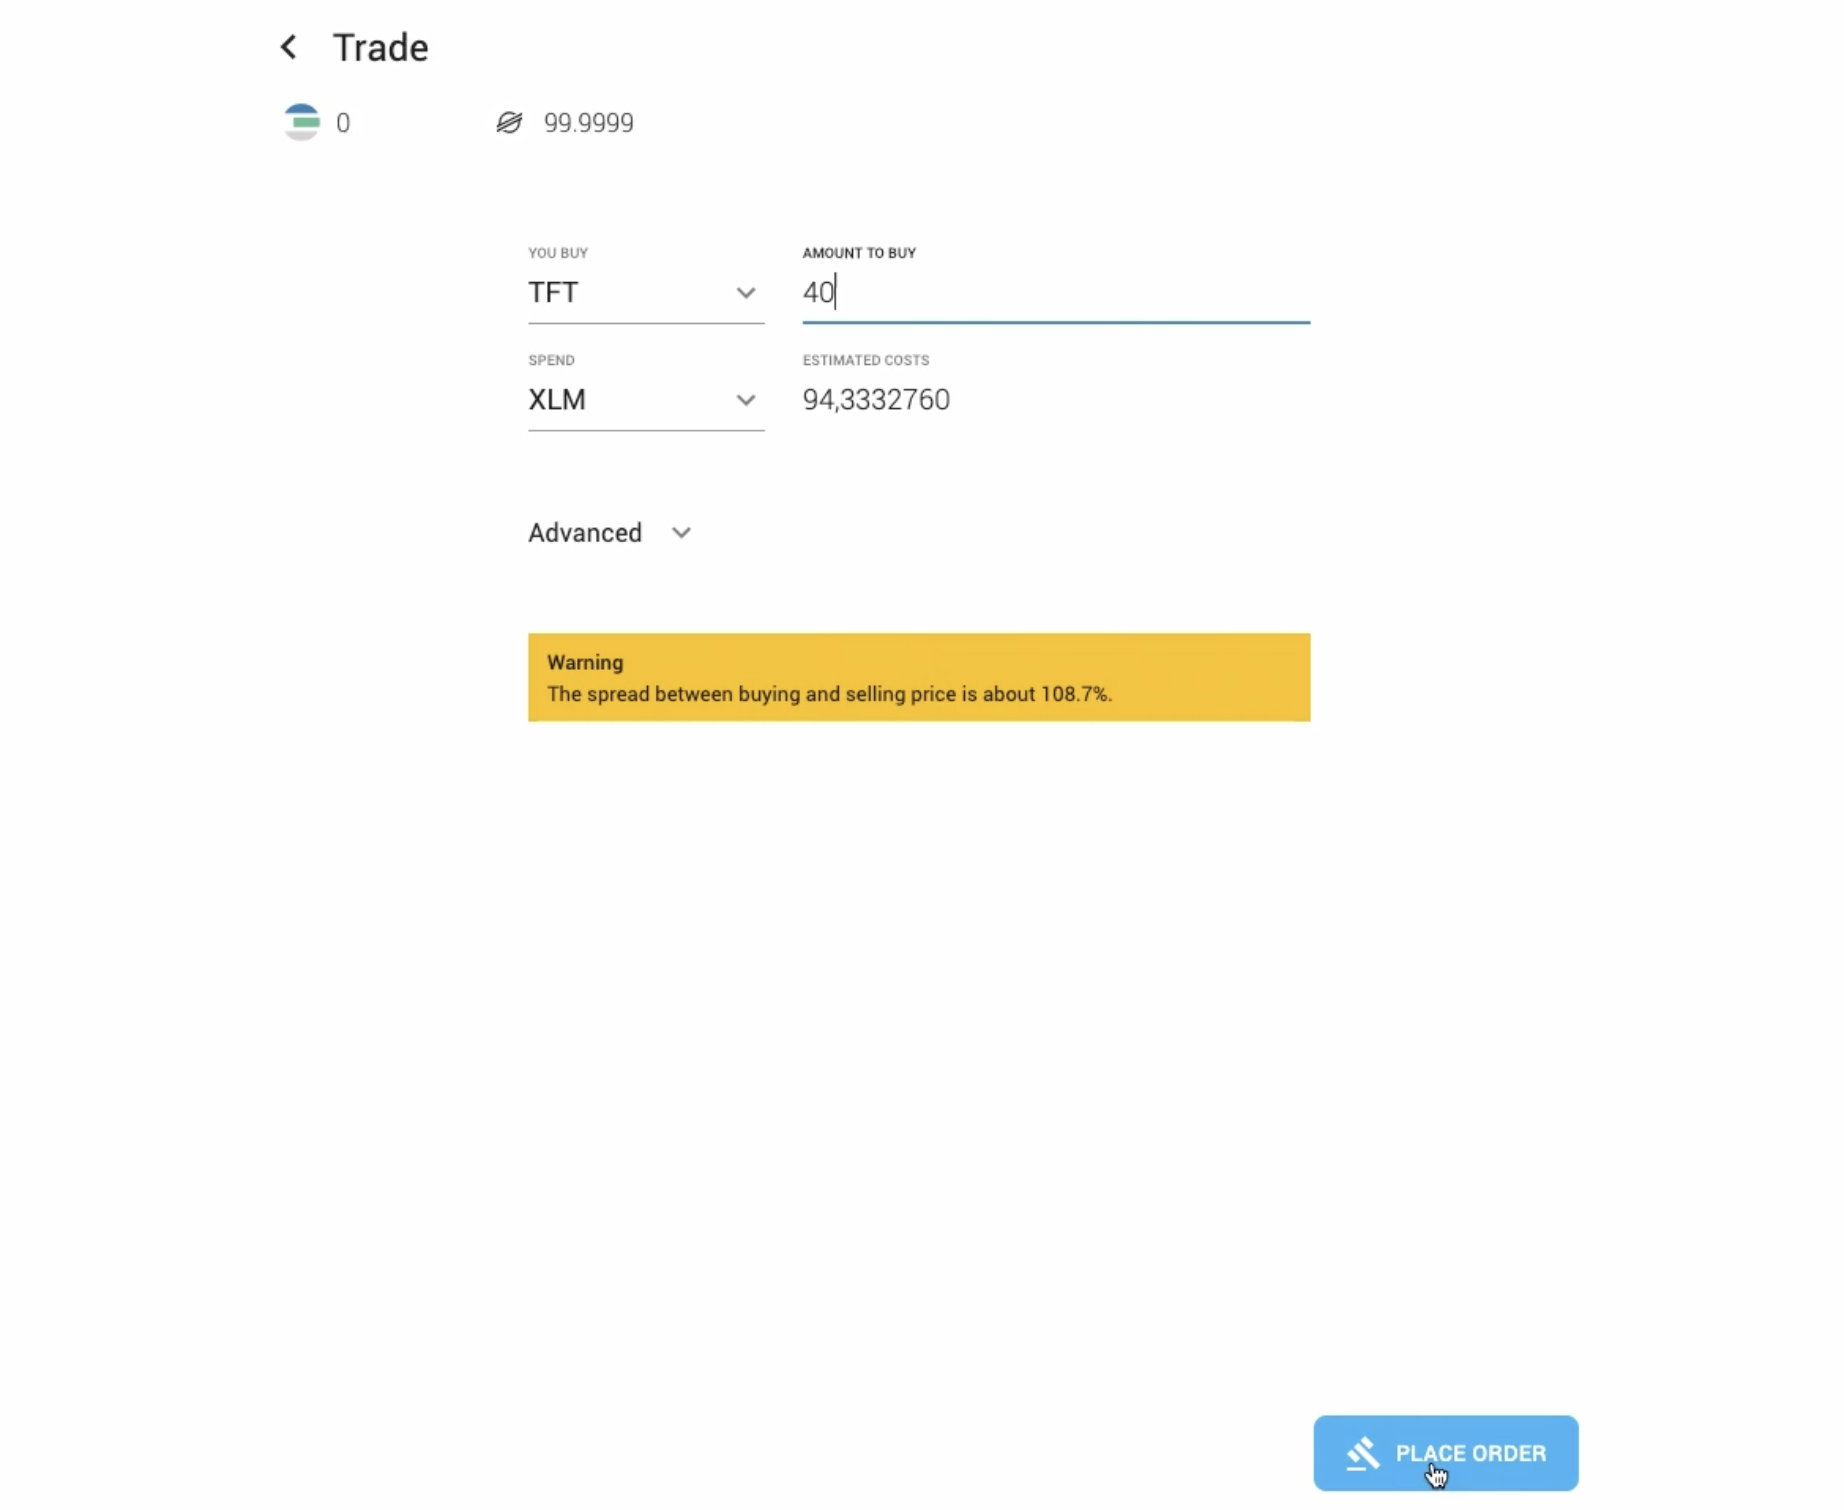 Trade
0
99.9999
YOU BUY
AMOUNT TO BUY
TFT
40
SPEND
ESTIMATED COSTS
XLM
94,3332760
Advanced
Warning
The spread between buying and selling price is about 108.7%.
PLACE ORDER